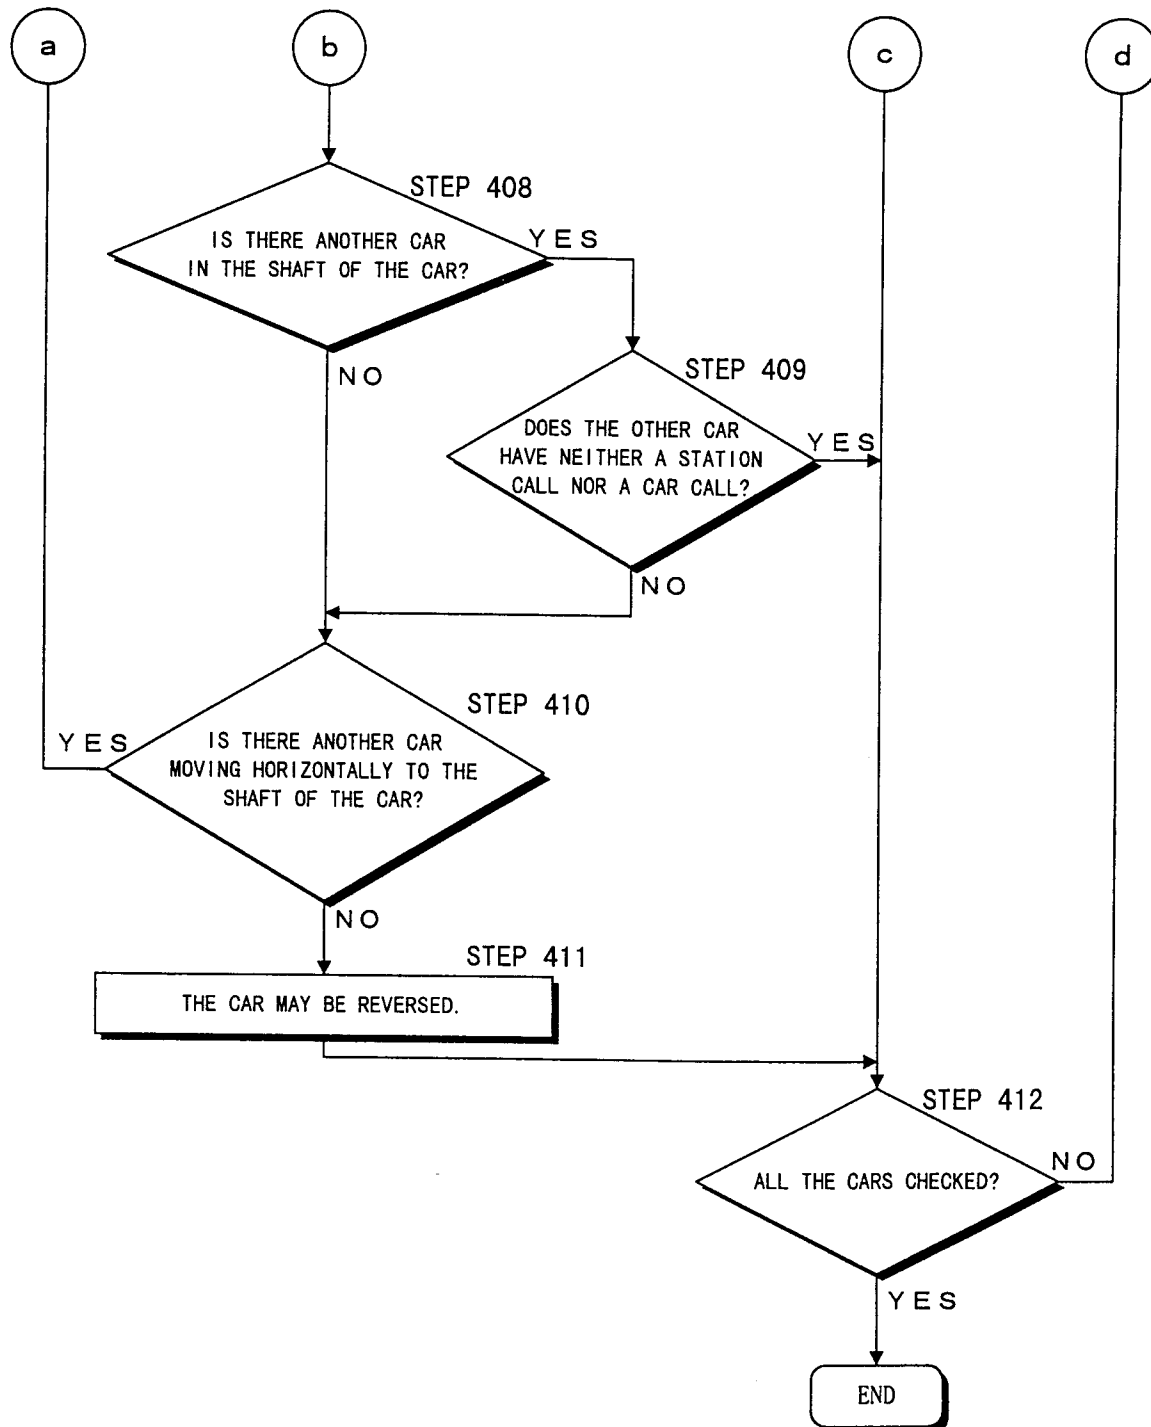 a
b
c
d
STEP 408
IS THERE ANOTHER CAR
IN THE SHAFT OF THE CAR?
YES
NO
STEP 409
DOES THE OTHER CAR
HAVE NEITHER A STATION
CALL NOR A CAR CALL?
YES
NO
STEP 410
YES
IS THERE ANOTHER CAR
MOVING HORIZONTALLY TO THE
SHAFT OF THE CAR?
NO
STEP 411
THE CAR MAY BE REVERSED.
STEP 412
NO
ALL THE CARS CHECKED?
YES
END